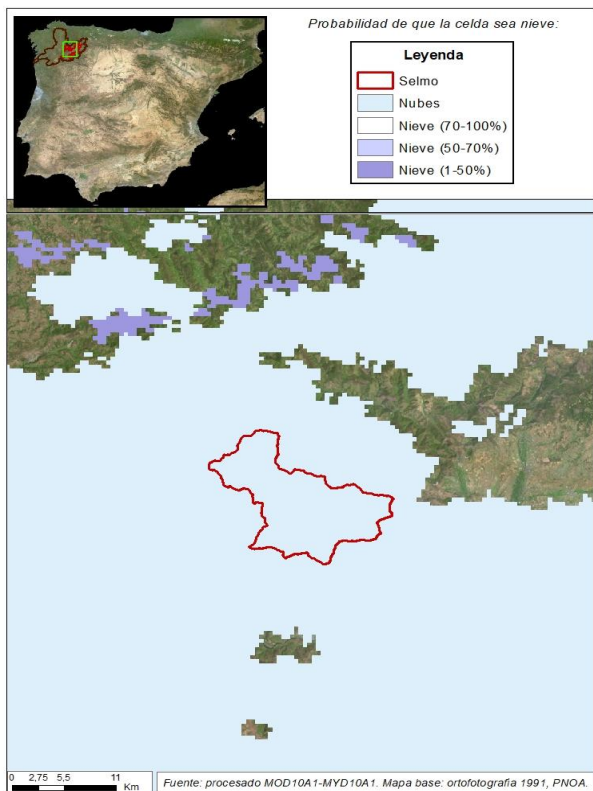 Probabilidad de que la celda sea nieve:
Leyenda
Selmo
Nubes
Nieve (70-100%)
Nieve (50-70%)
Nieve (1-50%)
0 2,75 5,5 11
Km
Fuente: procesado MOD10A1-MYD10A1. Mapa base: ortofotografía 1991, PNOA.